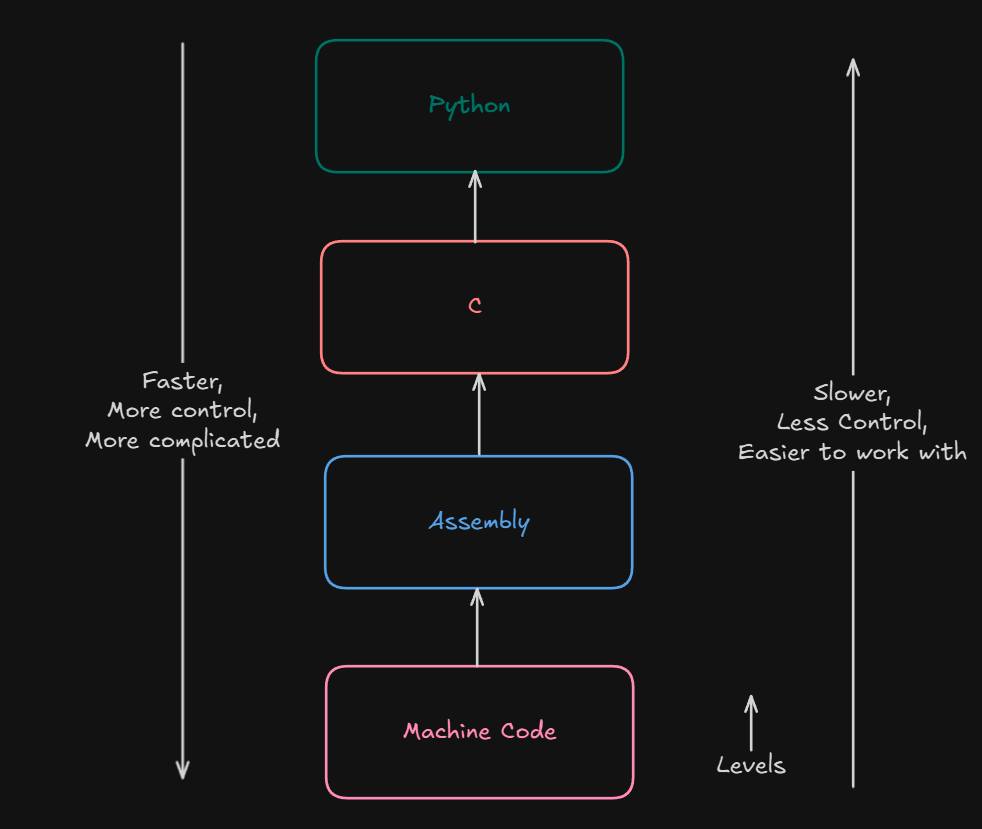 Python
C
Faster,
More control,
More complicated
Slower,
Less Control,
Easier to work with
Assembly
Machine Code
Levels